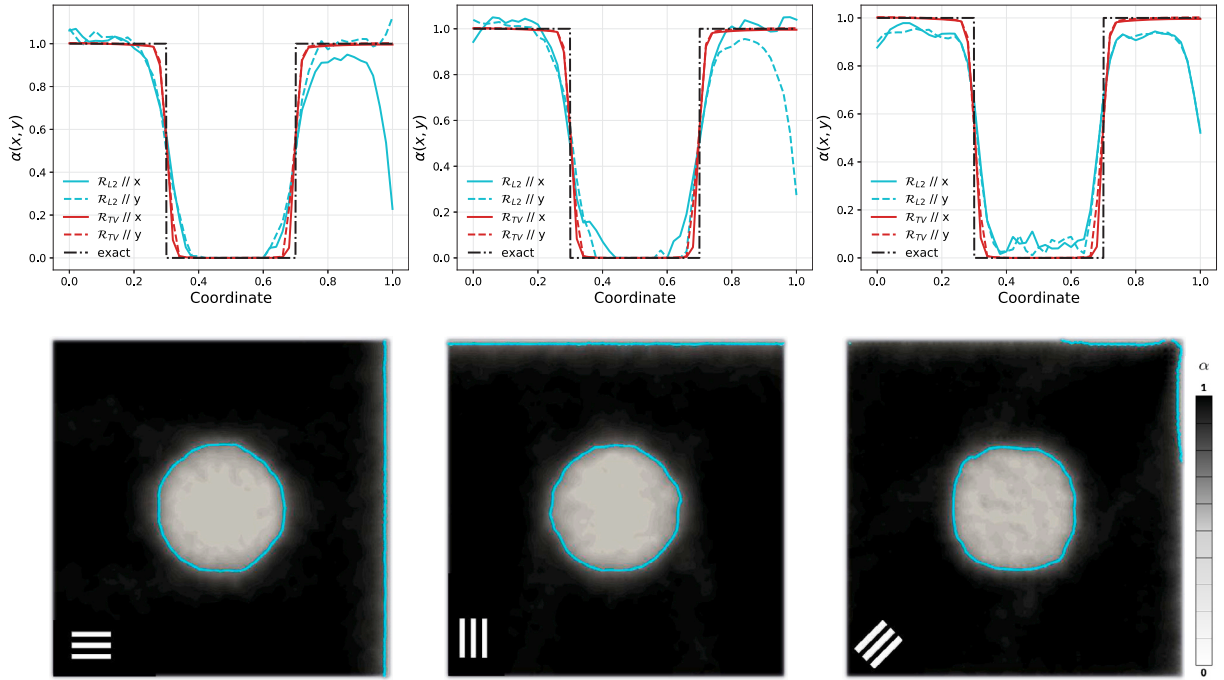 1.0
0.8
0.6
0.4
0.2
0.0
α(x, y)
R_L2 // x
R_L2 // y
R_TV // x
R_TV // y
exact
0.0 0.2 0.4 0.6 0.8 1.0
Coordinate
1.0
0.8
0.6
0.4
0.2
0.0
α(x, y)
R_L2 // x
R_L2 // y
R_TV // x
R_TV // y
exact
0.0 0.2 0.4 0.6 0.8 1.0
Coordinate
1.0
0.8
0.6
0.4
0.2
0.0
α(x, y)
R_L2 // x
R_L2 // y
R_TV // x
R_TV // y
exact
0.0 0.2 0.4 0.6 0.8 1.0
Coordinate
α
1
0